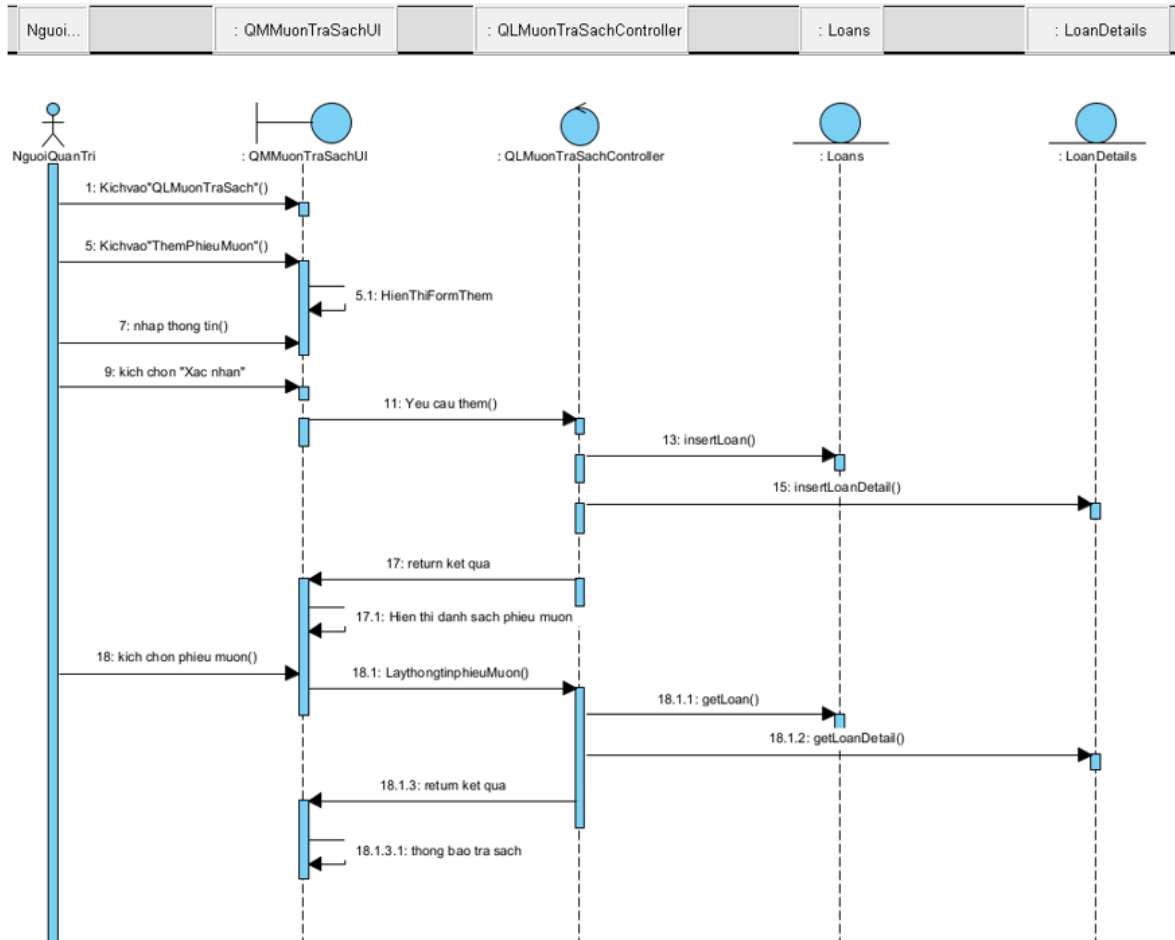 Nguoi...
: QMMuonTraSachUI
: QLMuonTraSachController
: Loans
: LoanDetails
NguoiQuanTri
: QMMuonTraSachUI
: QLMuonTraSachController
: Loans
: LoanDetails
1: Kichvao"QLMuonTraSach"()
5: Kichvao"ThemPhieuMuon"()
5.1: HienThiFormThem
7: nhap thong tin()
9: kich chon "Xac nhan"
11: Yeu cau them()
13: insertLoan()
15: insertLoanDetail()
17: return ket qua
17.1: Hien thi danh sach phieu muon
18: kich chon phieu muon()
18.1: LaythongtinphieuMuon()
18.1.1: getLoan()
18.1.2: getLoanDetail()
18.1.3: return ket qua
18.1.3.1: thong bao tra sach